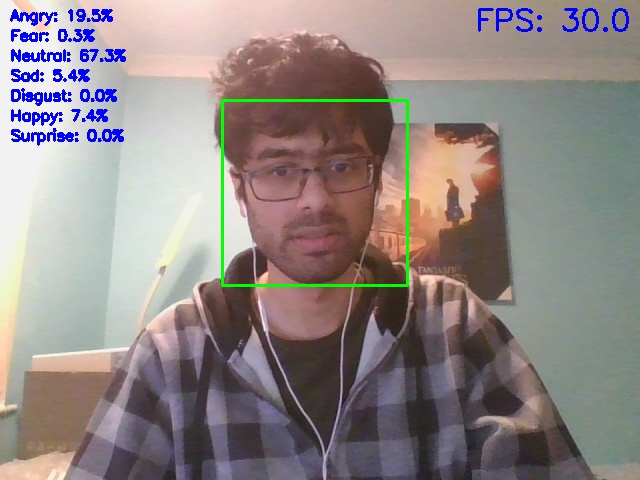 Angry: 19.5%
Fear: 0.3%
Neutral: 67.3%
Sad: 5.4%
Disgust: 0.0%
Happy: 7.4%
Surprise: 0.0%
FPS: 30.0
FANTASTIC